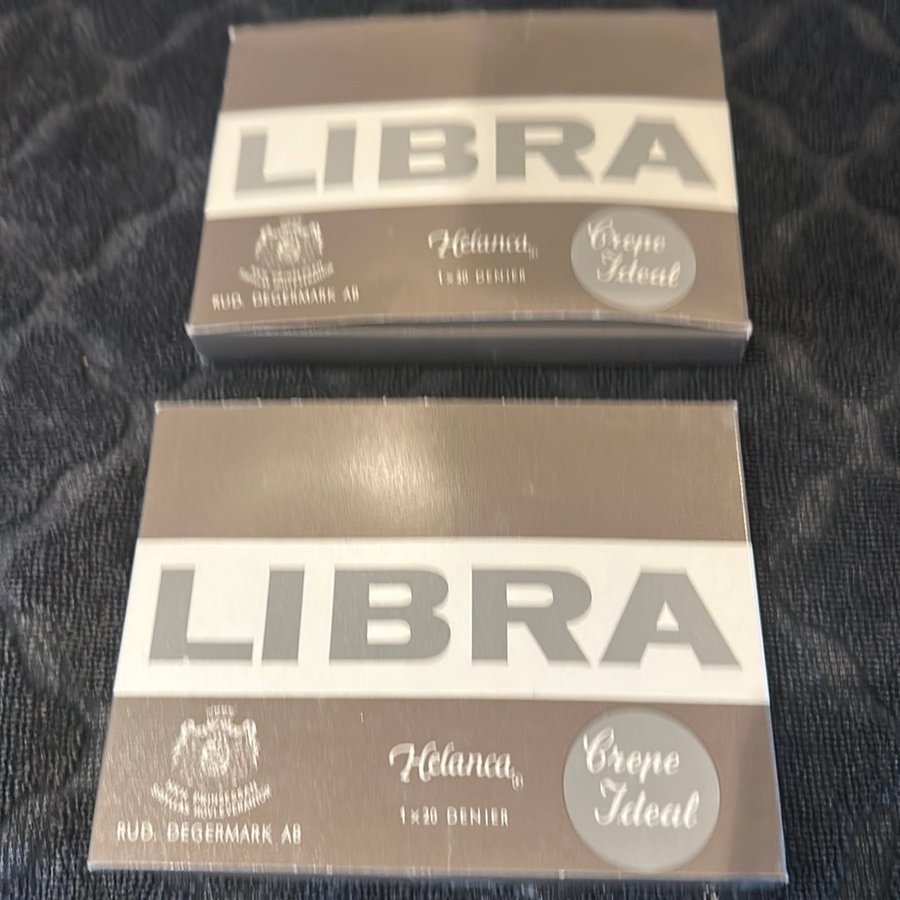 LIBRA
RUD. DEGERMARK AB
Helanca®
1x30 DENIER
Crepe
Ideal
LIBRA
RUD. DEGERMARK AB
Helanca®
1x30 DENIER
Crepe
Ideal